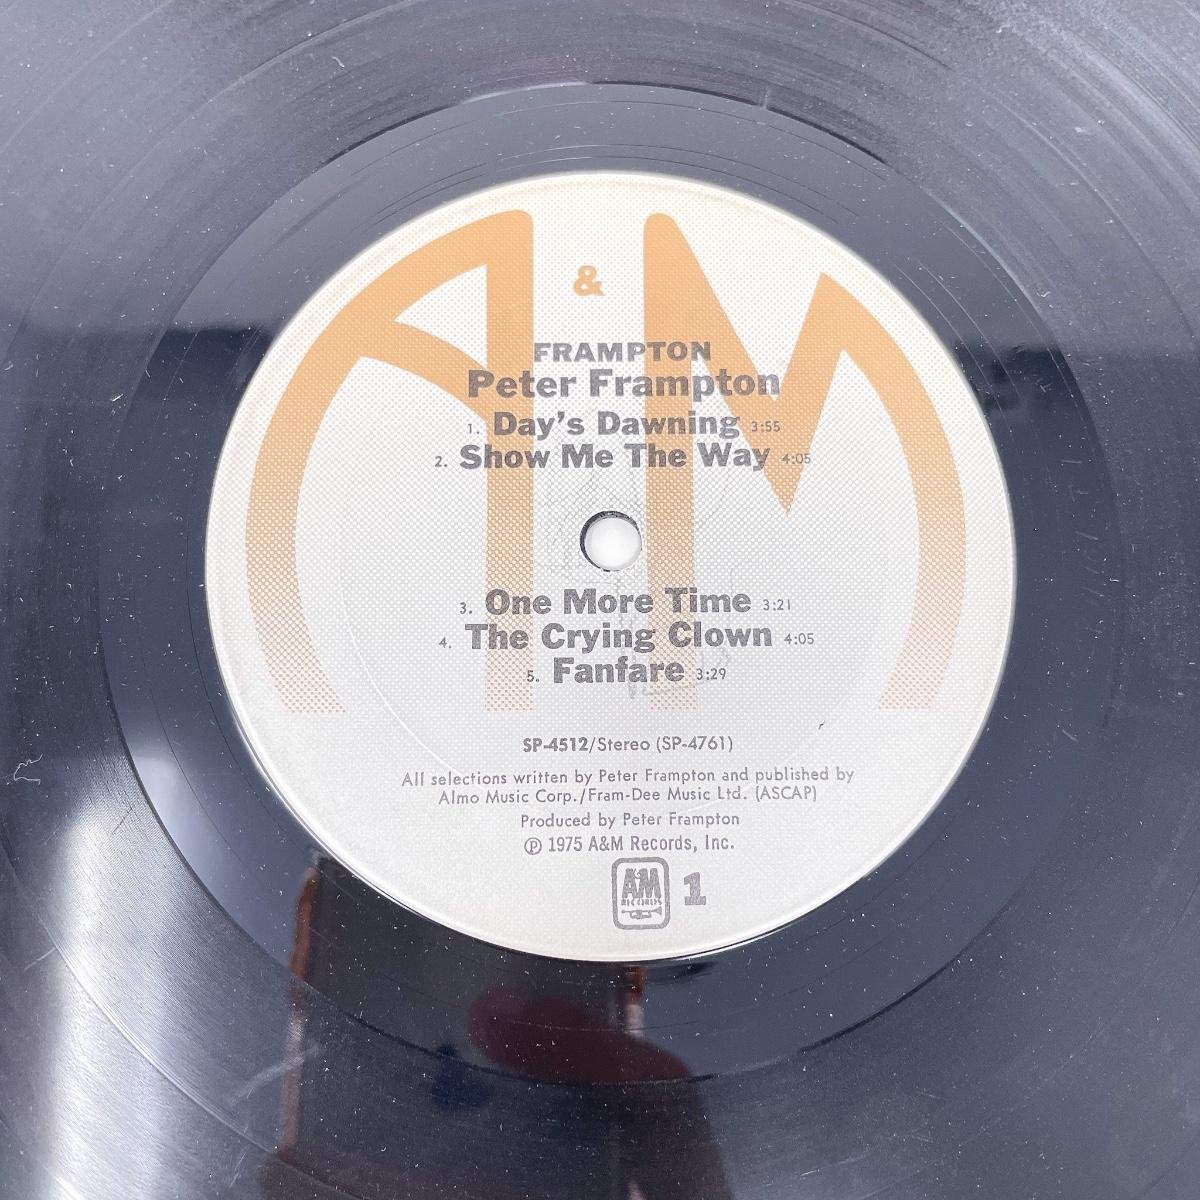 A & M
FRAMPTON
Peter Frampton
1. Day's Dawning 3:55
2. Show Me The Way 4:05
3. One More Time 3:21
4. The Crying Clown 4:05
5. Fanfare 3:29
SP-4512/Stereo (SP-4761)
All selections written by Peter Frampton and published by
Almo Music Corp./Fram-Dee Music Ltd. (ASCAP)
Produced by Peter Frampton
℗ 1975 A&M Records, Inc.
A&M
RECORDS
1